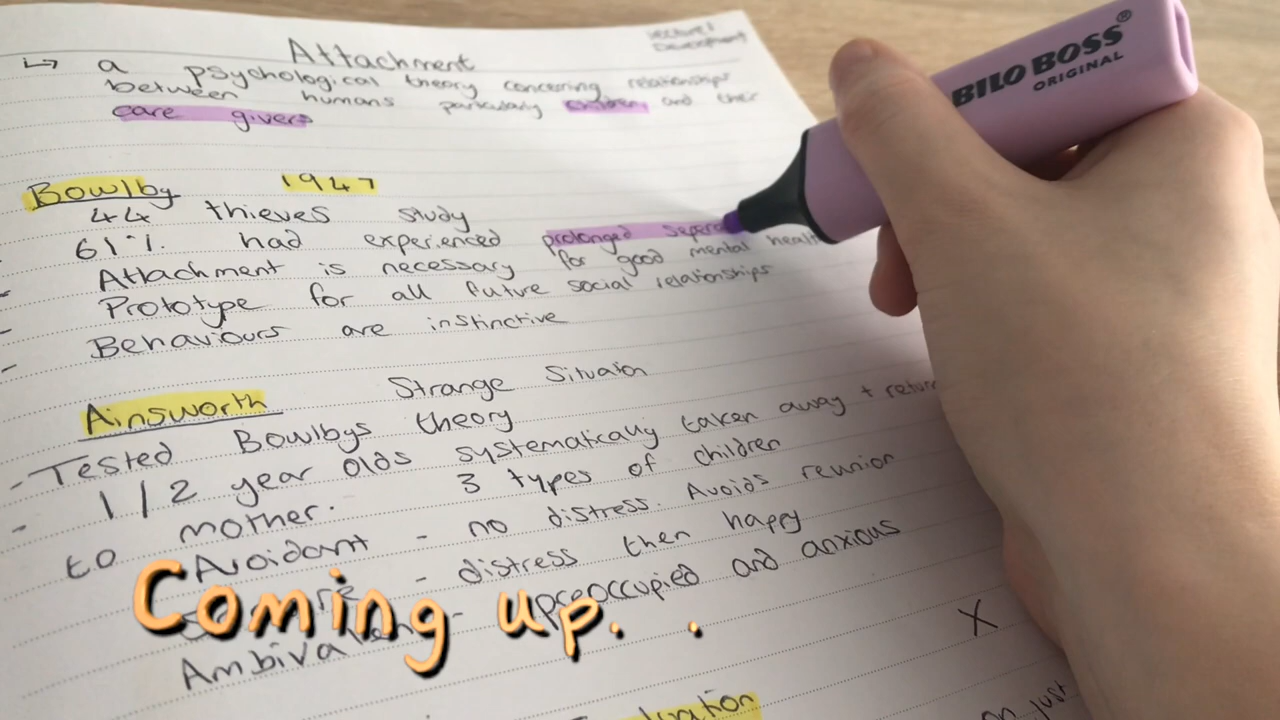 Attachment
Lecture 1
Development
↳ a psychological theory concerning relationships
between humans particularly children and their
care givers
Bowlby 1947
44 thieves study
61%. had experienced prolonged sepera
Attachment is necessary for good mental health
- Prototype for all future social relationships
- Behaviours are instinctive
-
Ainsworth Strange Situation
- Tested Bowlbys theory
- 1/2 year olds systematically taken away + return
to mother. 3 types of children
Avoidant - no distress. Avoids reunion
- distress then happy
- preoccupied and anxious
X
just
Coming up. .
BILO BOSS®
ORIGINAL